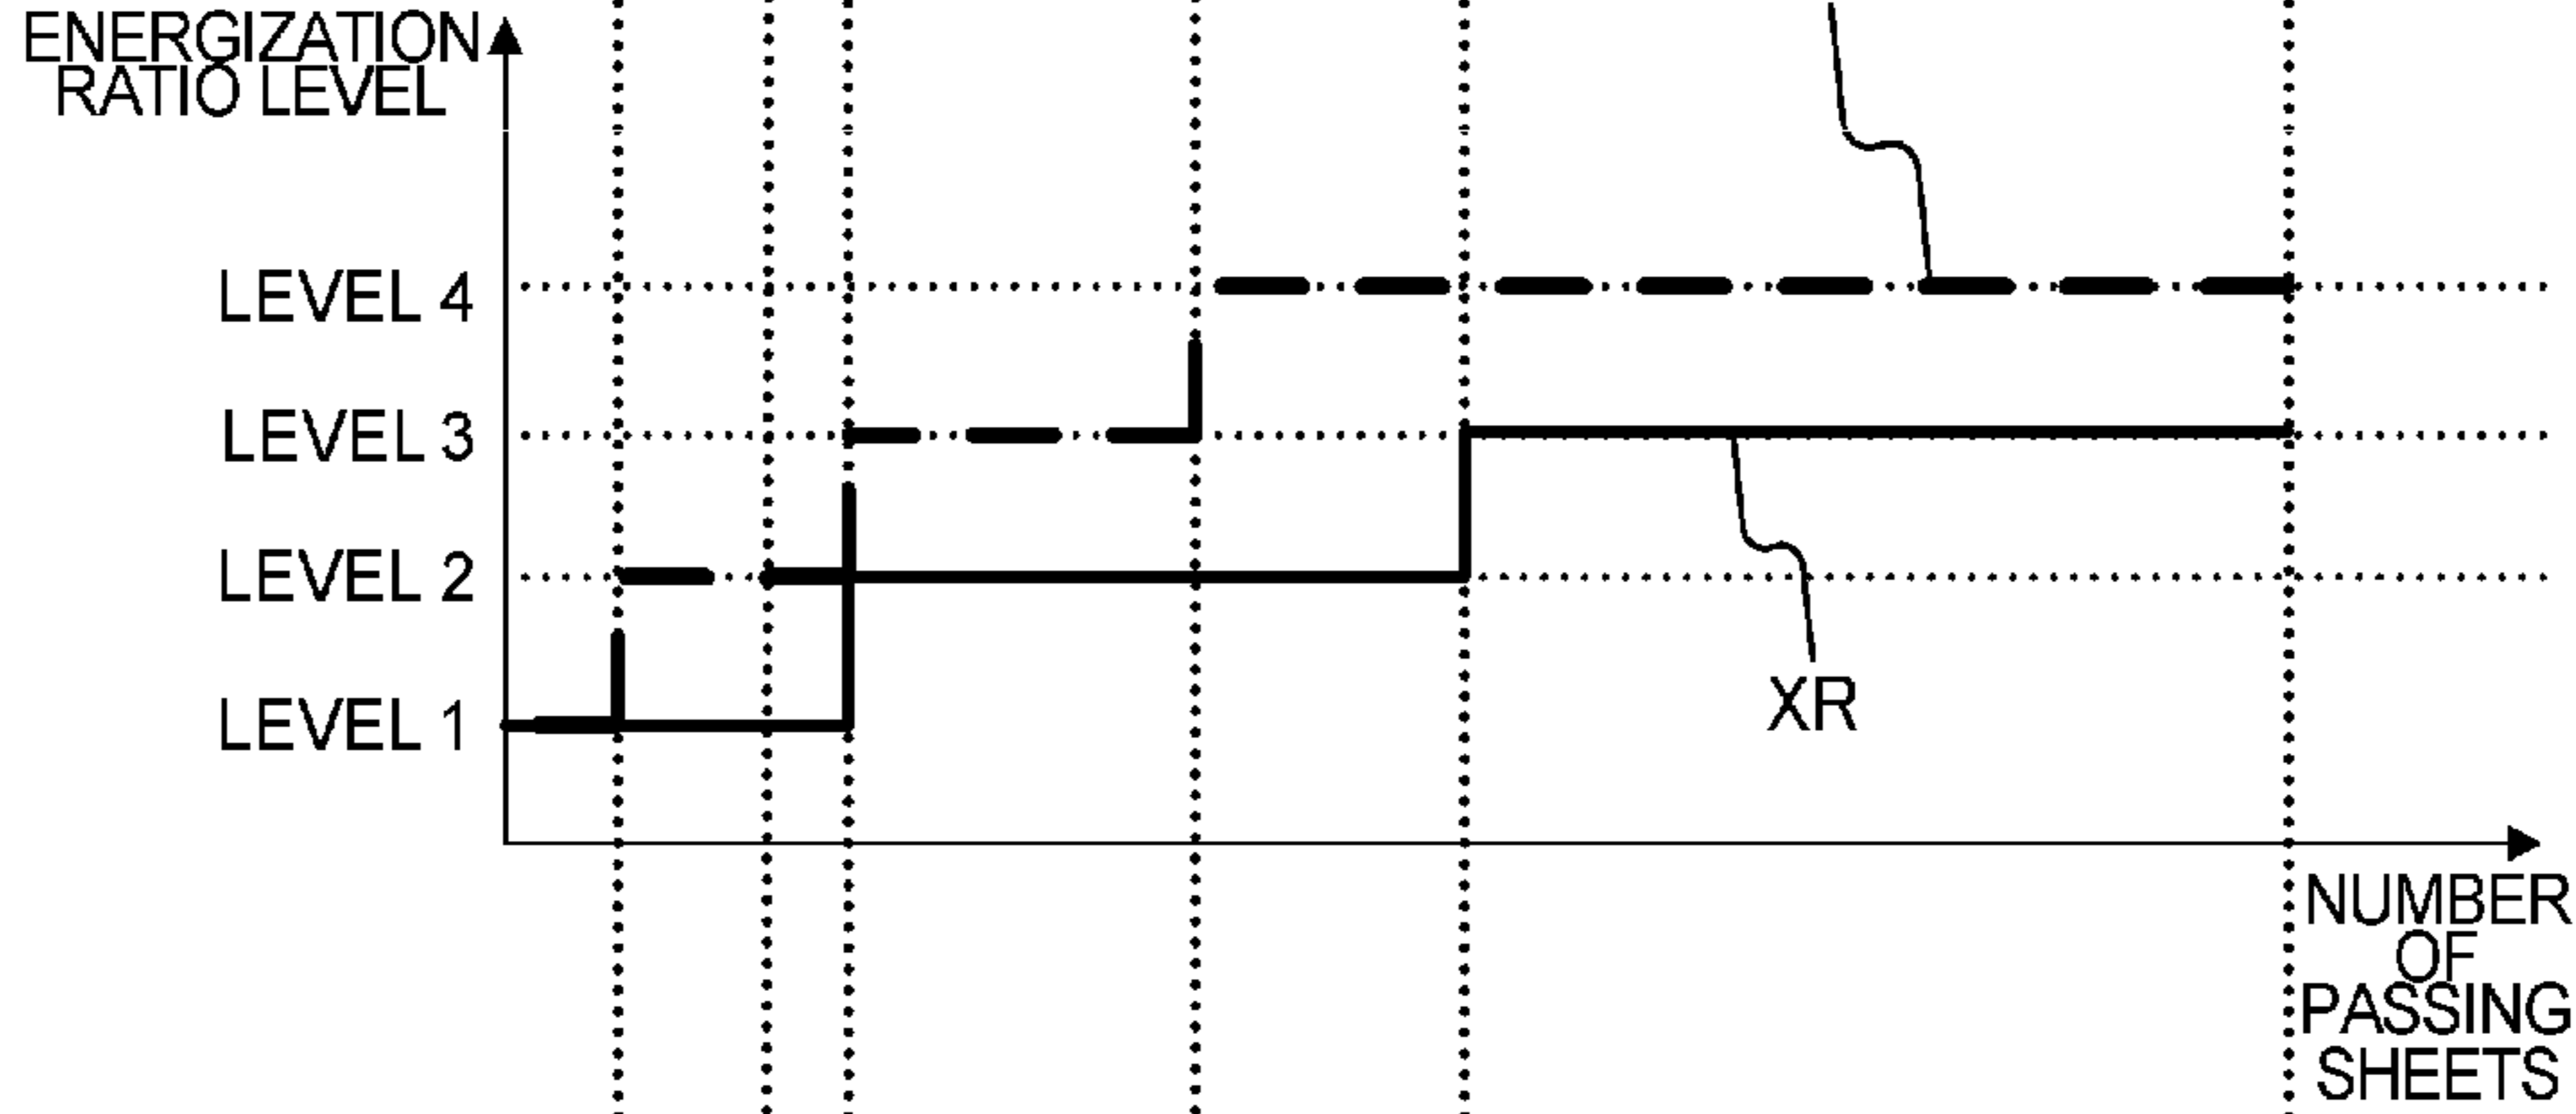 ENERGIZATION
RATIO LEVEL
LEVEL 4
LEVEL 3
LEVEL 2
LEVEL 1
XR
NUMBER
OF
PASSING
SHEETS